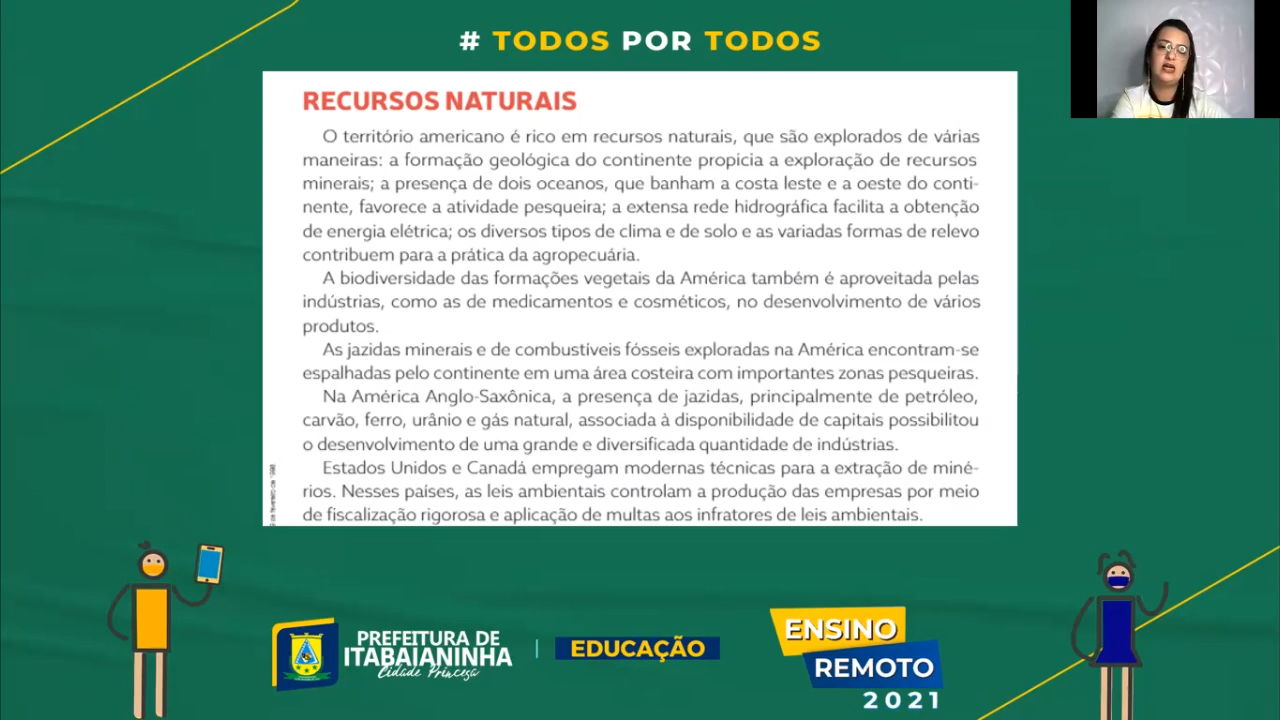 # TODOS POR TODOS
RECURSOS NATURAIS
O território americano é rico em recursos naturais, que são explorados de várias
maneiras: a formação geológica do continente propicia a exploração de recursos
minerais; a presença de dois oceanos, que banham a costa leste e a oeste do conti-
nente, favorece a atividade pesqueira; a extensa rede hidrográfica facilita a obtenção
de energia elétrica; os diversos tipos de clima e de solo e as variadas formas de relevo
contribuem para a prática da agropecuária.
A biodiversidade das formações vegetais da América também é aproveitada pelas
indústrias, como as de medicamentos e cosméticos, no desenvolvimento de vários
produtos.
As jazidas minerais e de combustíveis fósseis exploradas na América encontram-se
espalhadas pelo continente em uma área costeira com importantes zonas pesqueiras.
Na América Anglo-Saxônica, a presença de jazidas, principalmente de petróleo,
carvão, ferro, urânio e gás natural, associada à disponibilidade de capitais possibilitou
o desenvolvimento de uma grande e diversificada quantidade de indústrias.
Estados Unidos e Canadá empregam modernas técnicas para a extração de miné-
rios. Nesses países, as leis ambientais controlam a produção das empresas por meio
de fiscalização rigorosa e aplicação de multas aos infratores de leis ambientais.
de fevereiro de 1998
PREFEITURA DE
ITABAIANINHA
Cidade Princesa
EDUCAÇÃO
ENSINO
REMOTO
2021